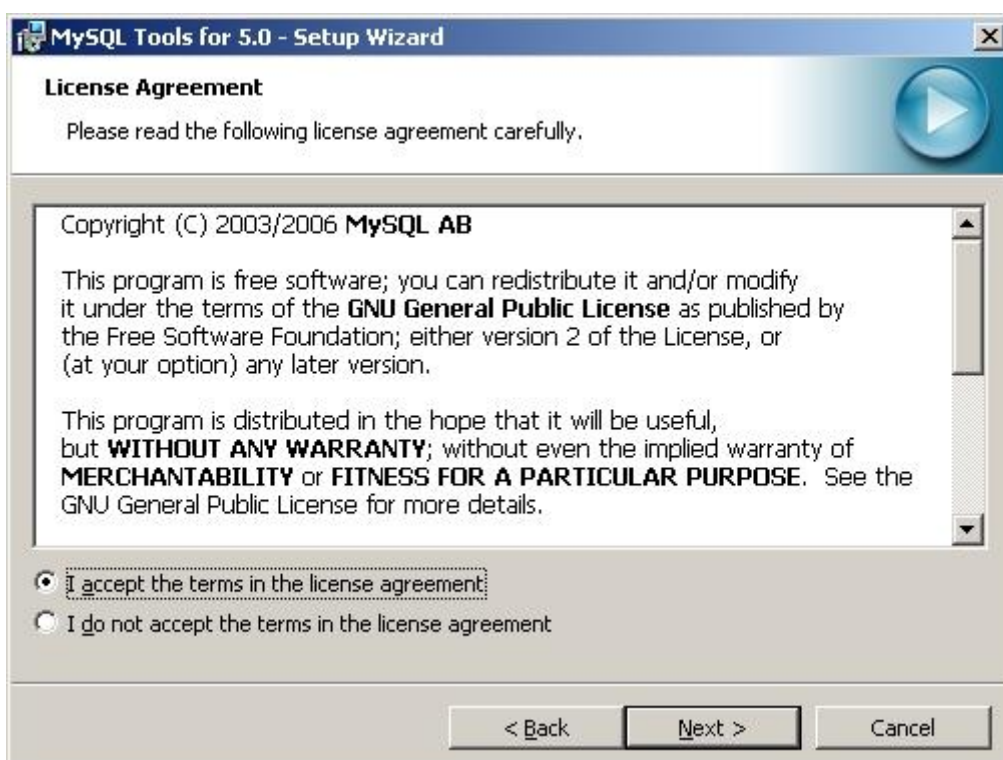 MySQL Tools for 5.0 - Setup Wizard
License Agreement
Please read the following license agreement carefully.
Copyright (C) 2003/2006 MySQL AB
This program is free software; you can redistribute it and/or modify
it under the terms of the GNU General Public License as published by
the Free Software Foundation; either version 2 of the License, or
(at your option) any later version.
This program is distributed in the hope that it will be useful,
but WITHOUT ANY WARRANTY; without even the implied warranty of
MERCHANTABILITY or FITNESS FOR A PARTICULAR PURPOSE. See the
GNU General Public License for more details.
I accept the terms in the license agreement
I do not accept the terms in the license agreement
< Back Next > Cancel